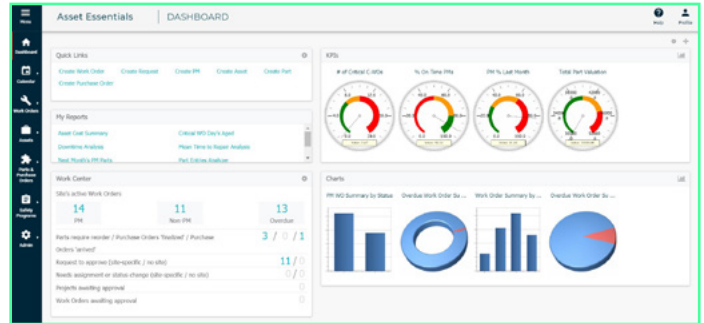 Menu
Asset Essentials DASHBOARD
Help
Profile
Dashboard
Calendar
Work Orders
Assets
Parts & Purchase Orders
Safety Programs
Admin
Quick Links
Create Work Order Create Request Create PM Create Asset Create Part
Create Purchase Order
My Reports
Asset Cost Summary Critical WO Day's Aged
Downtime Analysis Mean Time to Repair Analysis
Next Month's PM Parts Part Entries Analysis
Work Center
Site's active Work Orders
14 11 13
PM Non-PM Overdue
Parts require reorder / Purchase Orders 'finalized' / Purchase Orders 'arrived'
3 / 0 / 1
Request to approve (site-specific / no site) 11 / 0
Needs assignment or status change (site-specific / no site) 0 / 0
Projects awaiting approval 0
Work Orders awaiting approval 0
KPIs
# of Critical C-WOs % On Time PMs PM % Last Month Total Part Valuation
Charts
PM WO Summary by Status Overdue Work Order Su ... Work Order Summary by ... Overdue Work Order Su ...